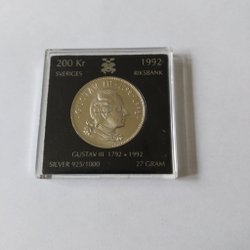 200 Kr 1992
SVERIGES RIKSBANK
GUSTAV III 1792 • 1992
SILVER 925/1000 27 GRAM